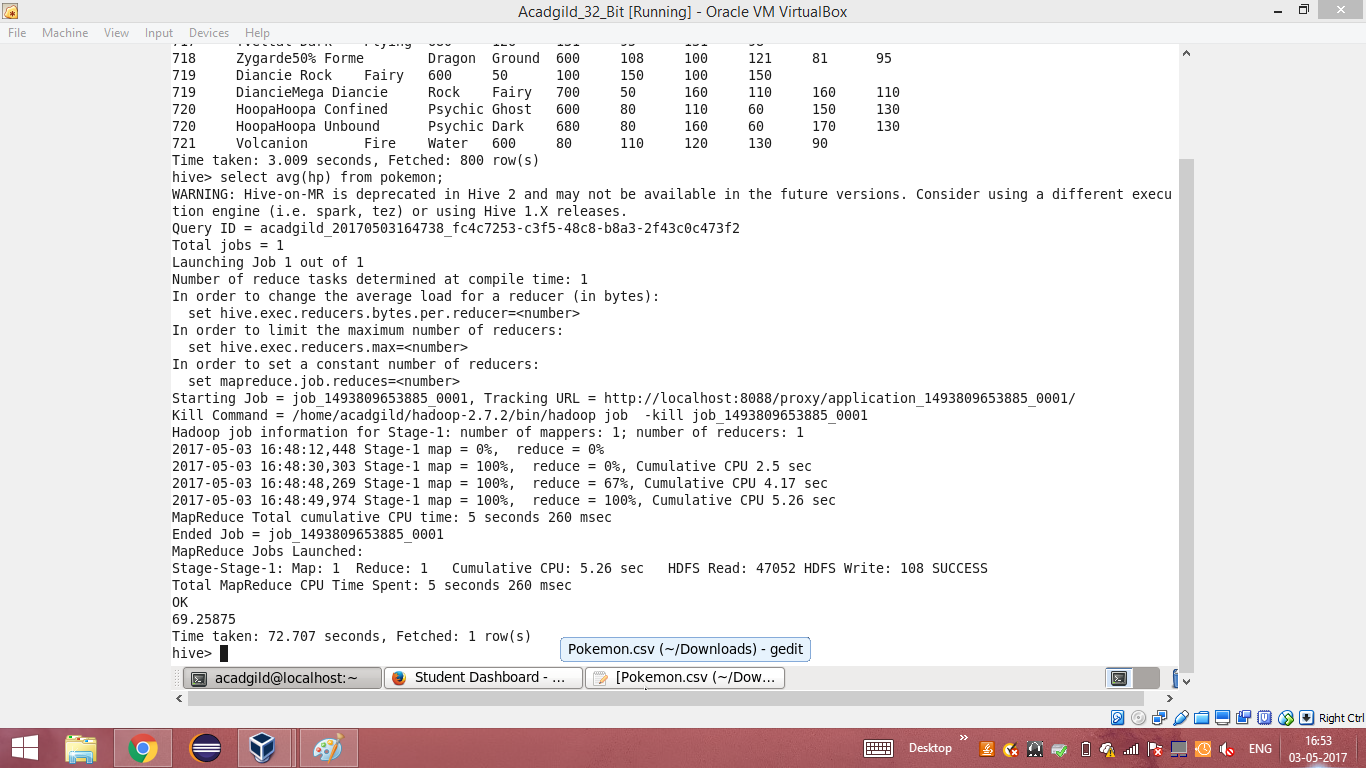 Acadgild_32_Bit [Running] - Oracle VM VirtualBox
File Machine View Input Devices Help
718 Zygarde50% Forme Dragon Ground 600 108 100 121 81 95
719 Diancie Rock Fairy 600 50 100 150 100 150
719 DiancieMega Diancie Rock Fairy 700 50 160 110 160 110
720 HoopaHoopa Confined Psychic Ghost 600 80 110 60 150 130
720 HoopaHoopa Unbound Psychic Dark 680 80 160 60 170 130
721 Volcanion Fire Water 600 80 110 120 130 90
Time taken: 3.009 seconds, Fetched: 800 row(s)
hive> select avg(hp) from pokemon;
WARNING: Hive-on-MR is deprecated in Hive 2 and may not be available in the future versions. Consider using a different execu
tion engine (i.e. spark, tez) or using Hive 1.X releases.
Query ID = acadgild_20170503164738_fc4c7253-c3f5-48c8-b8a3-2f43c0c473f2
Total jobs = 1
Launching Job 1 out of 1
Number of reduce tasks determined at compile time: 1
In order to change the average load for a reducer (in bytes):
set hive.exec.reducers.bytes.per.reducer=<number>
In order to limit the maximum number of reducers:
set hive.exec.reducers.max=<number>
In order to set a constant number of reducers:
set mapreduce.job.reduces=<number>
Starting Job = job_1493809653885_0001, Tracking URL = http://localhost:8088/proxy/application_1493809653885_0001/
Kill Command = /home/acadgild/hadoop-2.7.2/bin/hadoop job -kill job_1493809653885_0001
Hadoop job information for Stage-1: number of mappers: 1; number of reducers: 1
2017-05-03 16:48:12,448 Stage-1 map = 0%, reduce = 0%
2017-05-03 16:48:30,303 Stage-1 map = 100%, reduce = 0%, Cumulative CPU 2.5 sec
2017-05-03 16:48:48,269 Stage-1 map = 100%, reduce = 67%, Cumulative CPU 4.17 sec
2017-05-03 16:48:49,974 Stage-1 map = 100%, reduce = 100%, Cumulative CPU 5.26 sec
MapReduce Total cumulative CPU time: 5 seconds 260 msec
Ended Job = job_1493809653885_0001
MapReduce Jobs Launched:
Stage-Stage-1: Map: 1 Reduce: 1 Cumulative CPU: 5.26 sec HDFS Read: 47052 HDFS Write: 108 SUCCESS
Total MapReduce CPU Time Spent: 5 seconds 260 msec
OK
69.25875
Time taken: 72.707 seconds, Fetched: 1 row(s)
hive>
Pokemon.csv (~/Downloads) - gedit
acadgild@localhost:~ Student Dashboard - ... [Pokemon.csv (~/Dow...
Right Ctrl
Desktop » ENG 16:53
03-05-2017